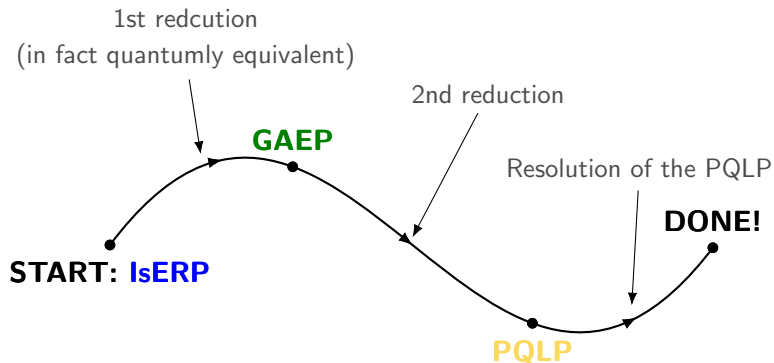 1st redcution
(in fact quantumly equivalent)
2nd reduction
GAEP
Resolution of the PQLP
DONE!
START: IsERP
PQLP